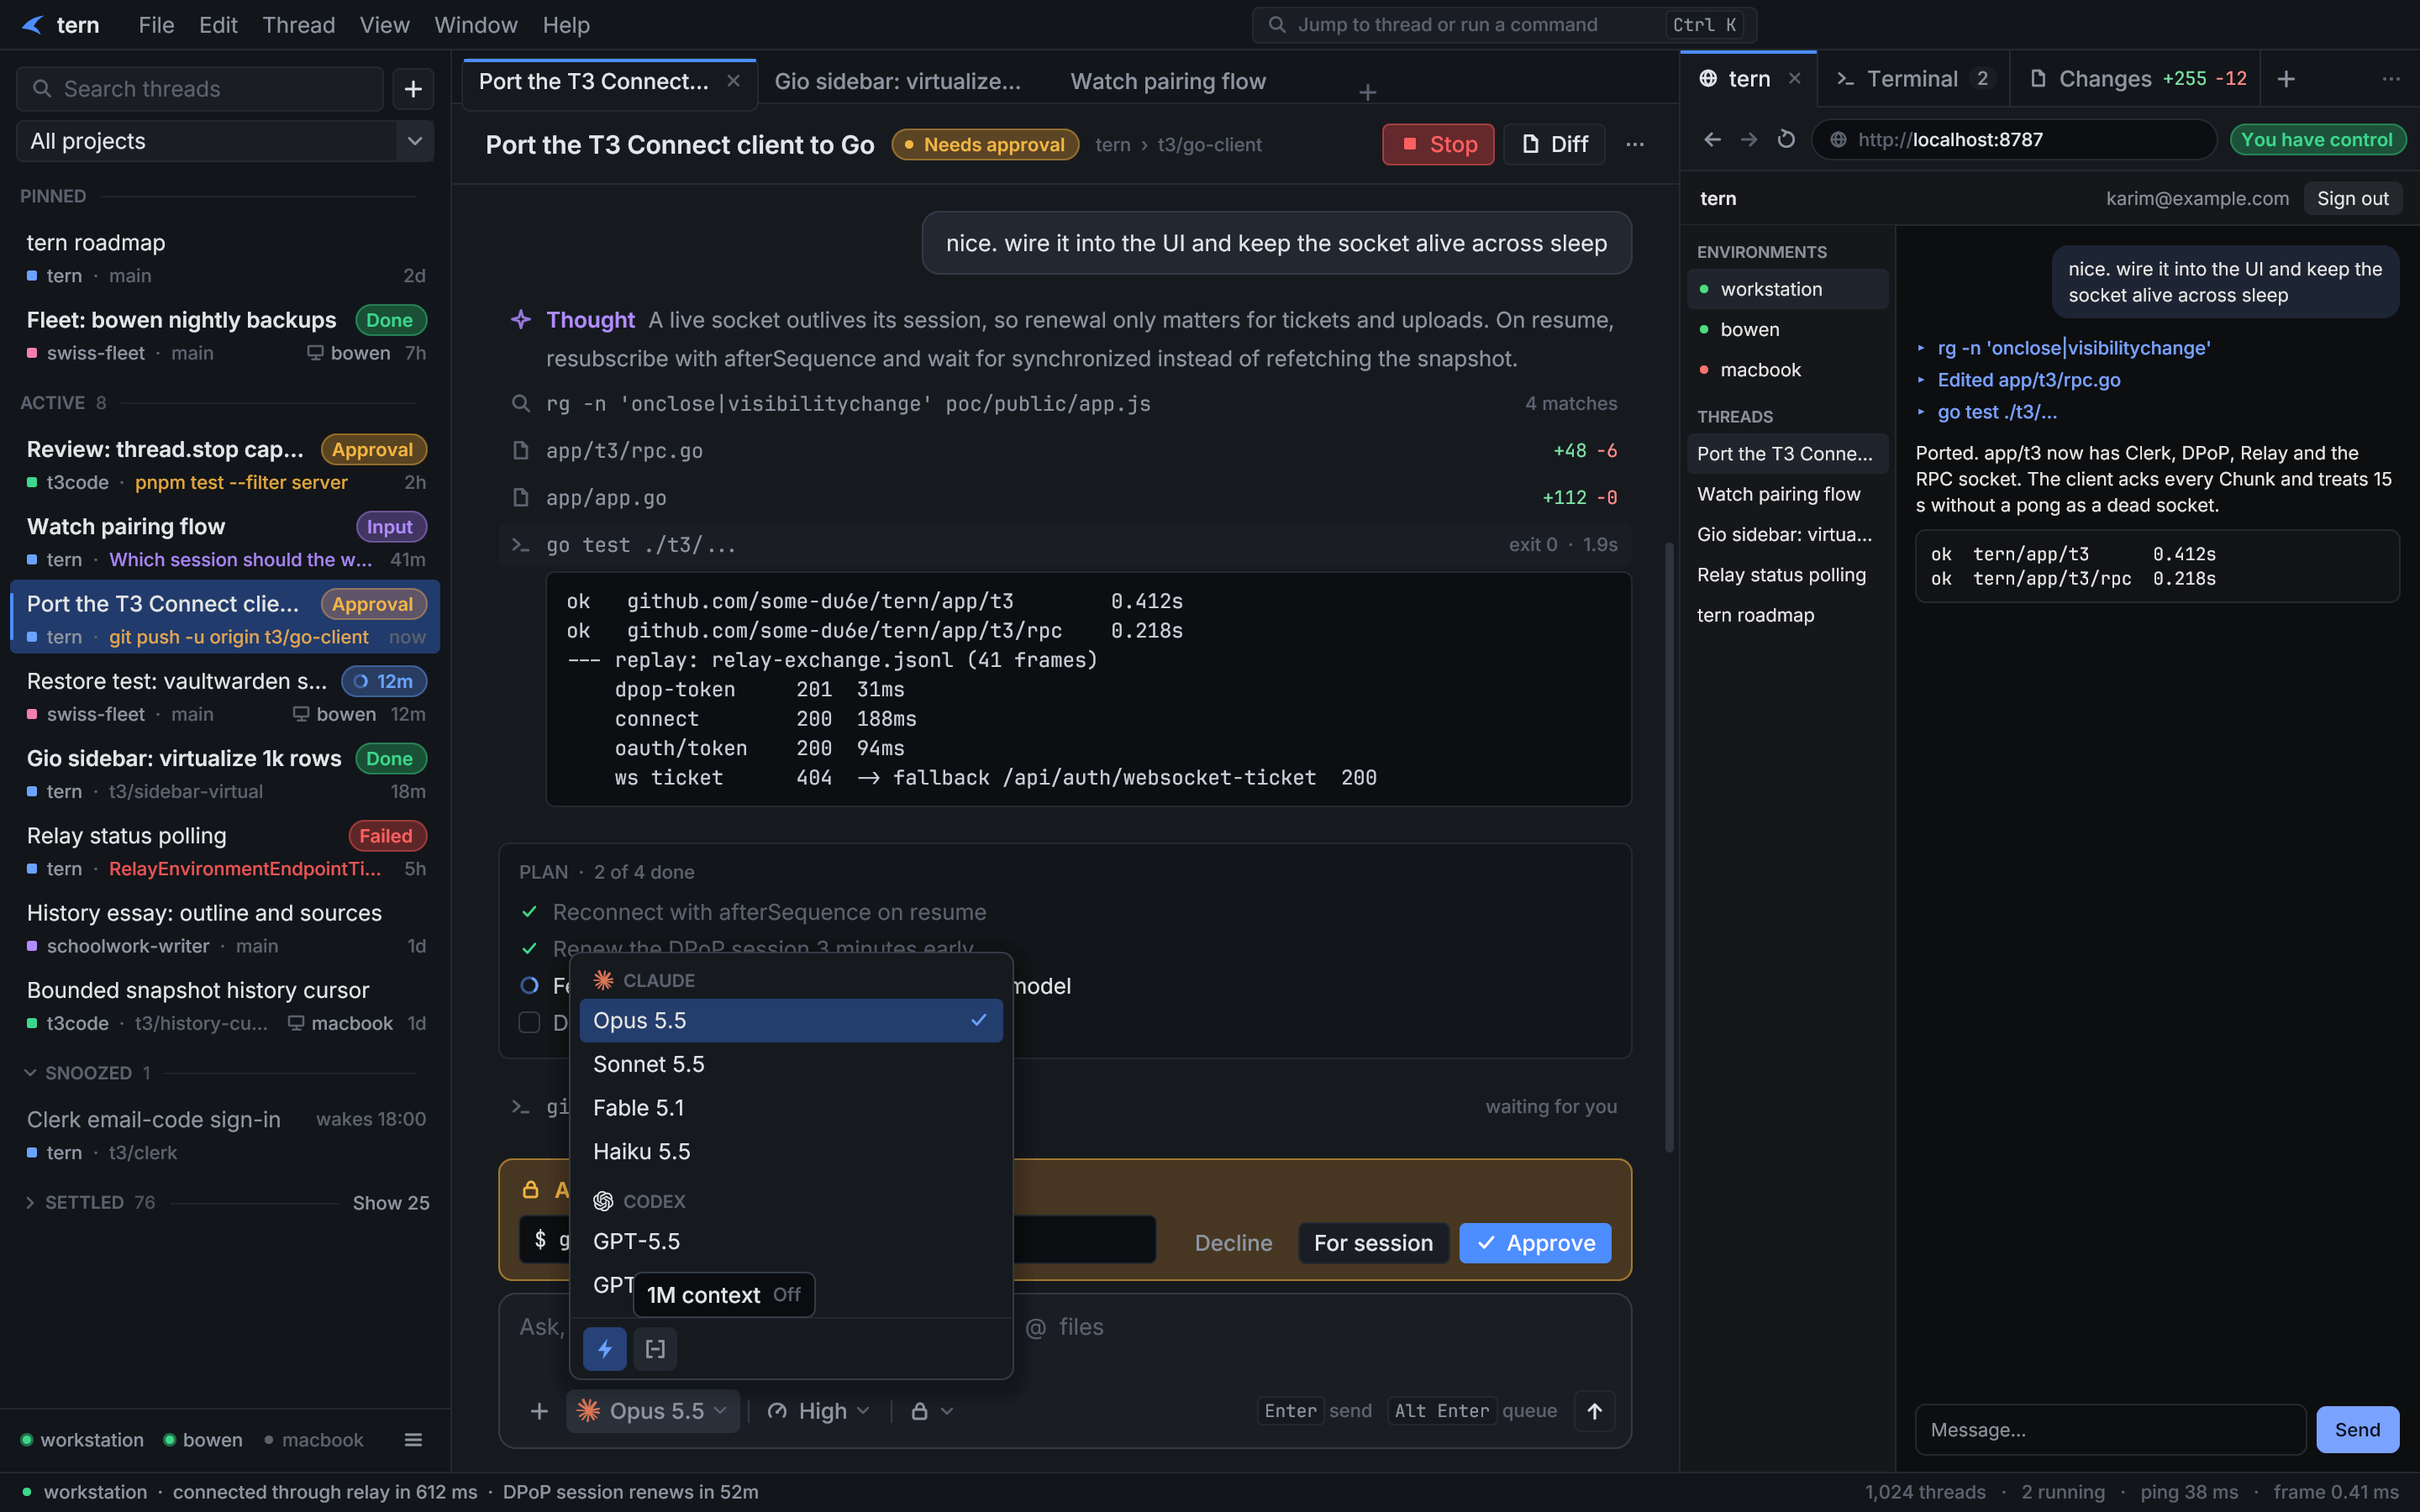 tern File Edit Thread View Window Help
Jump to thread or run a command Ctrl K
Search threads
All projects
PINNED
tern roadmap
tern · main 2d
Fleet: bowen nightly backups Done
swiss-fleet · main bowen 7h
ACTIVE 8
Review: thread.stop cap... Approval
t3code · pnpm test --filter server 2h
Watch pairing flow Input
tern · Which session should the w... 41m
Port the T3 Connect clie... Approval
tern · git push -u origin t3/go-client now
Restore test: vaultwarden s... 12m
swiss-fleet · main bowen 12m
Gio sidebar: virtualize 1k rows Done
tern · t3/sidebar-virtual 18m
Relay status polling Failed
tern · RelayEnvironmentEndpointTi... 5h
History essay: outline and sources
schoolwork-writer · main 1d
Bounded snapshot history cursor
t3code · t3/history-cu... macbook 1d
SNOOZED 1
Clerk email-code sign-in wakes 18:00
tern · t3/clerk
SETTLED 76 Show 25
workstation bowen macbook
Port the T3 Connect... Gio sidebar: virtualize... Watch pairing flow
Port the T3 Connect client to Go Needs approval tern › t3/go-client Stop Diff
nice. wire it into the UI and keep the socket alive across sleep
Thought A live socket outlives its session, so renewal only matters for tickets and uploads. On resume,
resubscribe with afterSequence and wait for synchronized instead of refetching the snapshot.
rg -n 'onclose|visibilitychange' poc/public/app.js 4 matches
app/t3/rpc.go +48 -6
app/app.go +112 -0
go test ./t3/... exit 0 · 1.9s
ok github.com/some-du6e/tern/app/t3 0.412s
ok github.com/some-du6e/tern/app/t3/rpc 0.218s
--- replay: relay-exchange.jsonl (41 frames)
dpop-token 201 31ms
connect 200 188ms
oauth/token 200 94ms
ws ticket 404 -> fallback /api/auth/websocket-ticket 200
PLAN · 2 of 4 done
Reconnect with afterSequence on resume
Renew the DPoP session 3 minutes early
model
gi waiting for you
$ g Decline For session Approve
CLAUDE
Opus 5.5
Sonnet 5.5
Fable 5.1
Haiku 5.5
CODEX
GPT-5.5
GPT
1M context Off
Ask, @ files
Opus 5.5 High Enter send Alt Enter queue
tern Terminal 2 Changes +255 -12
http://localhost:8787 You have control
tern karim@example.com Sign out
ENVIRONMENTS
workstation
bowen
macbook
THREADS
Port the T3 Conne...
Watch pairing flow
Gio sidebar: virtua...
Relay status polling
tern roadmap
nice. wire it into the UI and keep the
socket alive across sleep
rg -n 'onclose|visibilitychange'
Edited app/t3/rpc.go
go test ./t3/...
Ported. app/t3 now has Clerk, DPoP, Relay and the
RPC socket. The client acks every Chunk and treats 15
s without a pong as a dead socket.
ok tern/app/t3 0.412s
ok tern/app/t3/rpc 0.218s
Message... Send
workstation · connected through relay in 612 ms · DPoP session renews in 52m
1,024 threads · 2 running · ping 38 ms · frame 0.41 ms